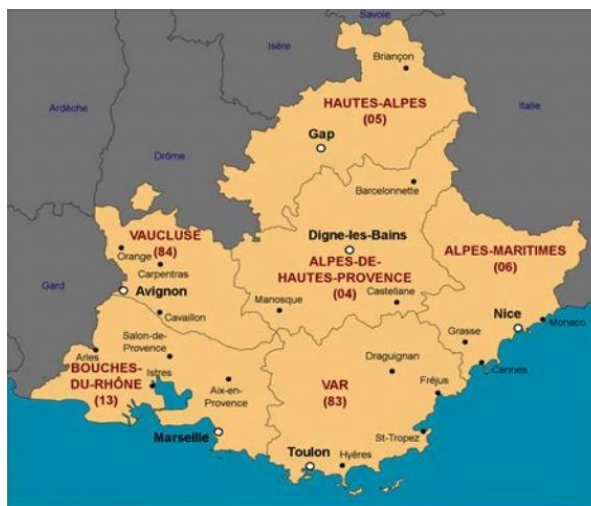 Savoie
Isère
Briançon
Ardèche
HAUTES-ALPES
(05)
Italie
Gap
Drôme
Barcelonnette
VAUCLUSE
(84)
Orange
Carpentras
Digne-les-Bains
ALPES-DE-
HAUTES-PROVENCE
(04)
ALPES-MARITIMES
(06)
Gard
Avignon
Manosque
Castellane
Cavaillon
Nice
Monaco
Grasse
Salon-de-
Provence
Arles
Istres
BOUCHES-
DU-RHÔNE
(13)
Aix-en-
Provence
Draguignan
Cannes
VAR
(83)
Fréjus
Marseille
St-Tropez
Toulon
Hyéres